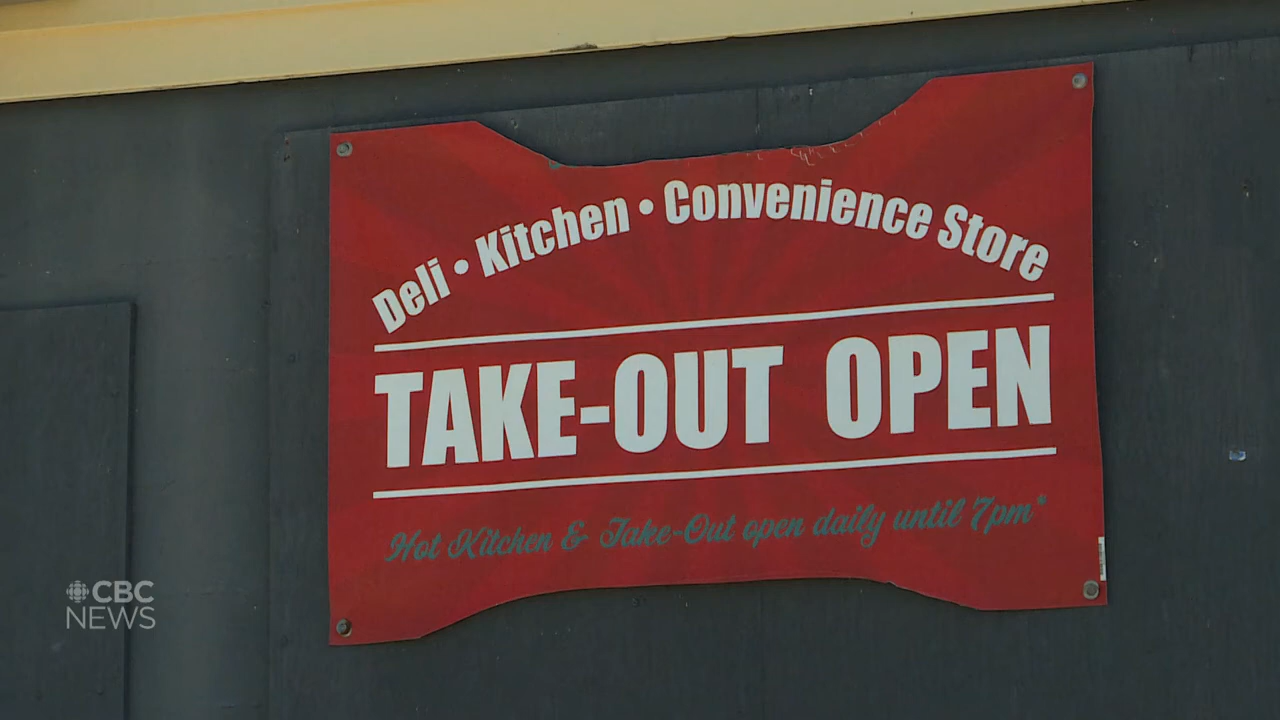 Deli • Kitchen • Convenience Store
TAKE-OUT OPEN
Hot Kitchen & Take-Out open daily until 7pm*
CBC
NEWS